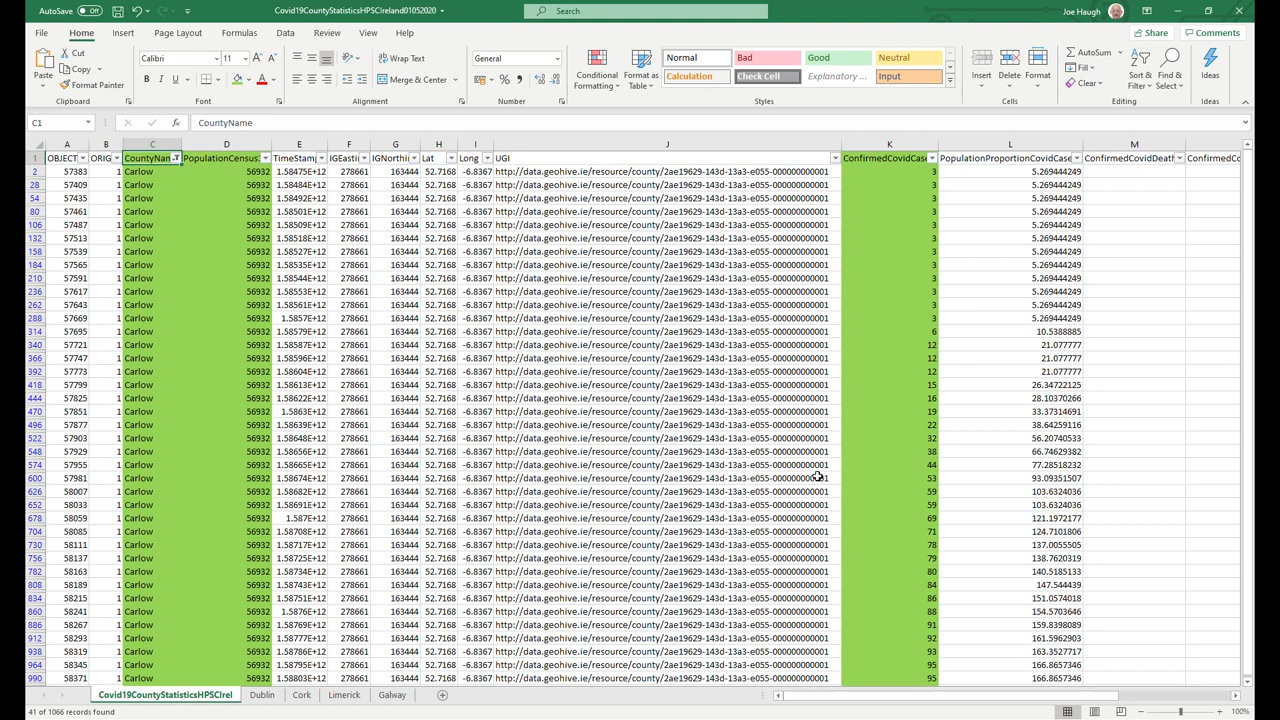 AutoSave Off Covid19CountyStatisticsHPSCIreland01052020 Search Joe Haugh
File Home Insert Page Layout Formulas Data Review View Help Share Comments
Paste Cut Copy Format Painter Calibri 11 Wrap Text Merge & Center General Conditional Formatting Format as Table Normal Bad Good Neutral Calculation Check Cell Explanatory ... Input Insert Delete Format AutoSum Fill Clear Sort & Filter Find & Select Ideas
Clipboard Font Alignment Number Styles Cells Editing Ideas
C1 CountyName
A B C D E F G H I J K L M N
1 OBJECT ORIG CountyNam PopulationCensus TimeStam IGEasti IGNorthi Lat Long UGI ConfirmedCovidCase PopulationProportionCovidCase ConfirmedCovidDeat ConfirmedCo
2 57383 1 Carlow 56932 1.58475E+12 278661 163444 52.7168 -6.8367 http://data.geohive.ie/resource/county/2ae19629-143d-13a3-e055-000000000001 3 5.269444249
28 57409 1 Carlow 56932 1.58484E+12 278661 163444 52.7168 -6.8367 http://data.geohive.ie/resource/county/2ae19629-143d-13a3-e055-000000000001 3 5.269444249
54 57435 1 Carlow 56932 1.58492E+12 278661 163444 52.7168 -6.8367 http://data.geohive.ie/resource/county/2ae19629-143d-13a3-e055-000000000001 3 5.269444249
80 57461 1 Carlow 56932 1.58501E+12 278661 163444 52.7168 -6.8367 http://data.geohive.ie/resource/county/2ae19629-143d-13a3-e055-000000000001 3 5.269444249
106 57487 1 Carlow 56932 1.58509E+12 278661 163444 52.7168 -6.8367 http://data.geohive.ie/resource/county/2ae19629-143d-13a3-e055-000000000001 3 5.269444249
132 57513 1 Carlow 56932 1.58518E+12 278661 163444 52.7168 -6.8367 http://data.geohive.ie/resource/county/2ae19629-143d-13a3-e055-000000000001 3 5.269444249
158 57539 1 Carlow 56932 1.58527E+12 278661 163444 52.7168 -6.8367 http://data.geohive.ie/resource/county/2ae19629-143d-13a3-e055-000000000001 3 5.269444249
184 57565 1 Carlow 56932 1.58535E+12 278661 163444 52.7168 -6.8367 http://data.geohive.ie/resource/county/2ae19629-143d-13a3-e055-000000000001 3 5.269444249
210 57591 1 Carlow 56932 1.58544E+12 278661 163444 52.7168 -6.8367 http://data.geohive.ie/resource/county/2ae19629-143d-13a3-e055-000000000001 3 5.269444249
236 57617 1 Carlow 56932 1.58553E+12 278661 163444 52.7168 -6.8367 http://data.geohive.ie/resource/county/2ae19629-143d-13a3-e055-000000000001 3 5.269444249
262 57643 1 Carlow 56932 1.58561E+12 278661 163444 52.7168 -6.8367 http://data.geohive.ie/resource/county/2ae19629-143d-13a3-e055-000000000001 3 5.269444249
288 57669 1 Carlow 56932 1.5857E+12 278661 163444 52.7168 -6.8367 http://data.geohive.ie/resource/county/2ae19629-143d-13a3-e055-000000000001 3 5.269444249
314 57695 1 Carlow 56932 1.58579E+12 278661 163444 52.7168 -6.8367 http://data.geohive.ie/resource/county/2ae19629-143d-13a3-e055-000000000001 6 10.5388885
340 57721 1 Carlow 56932 1.58587E+12 278661 163444 52.7168 -6.8367 http://data.geohive.ie/resource/county/2ae19629-143d-13a3-e055-000000000001 12 21.077777
366 57747 1 Carlow 56932 1.58596E+12 278661 163444 52.7168 -6.8367 http://data.geohive.ie/resource/county/2ae19629-143d-13a3-e055-000000000001 12 21.077777
392 57773 1 Carlow 56932 1.58604E+12 278661 163444 52.7168 -6.8367 http://data.geohive.ie/resource/county/2ae19629-143d-13a3-e055-000000000001 12 21.077777
418 57799 1 Carlow 56932 1.58613E+12 278661 163444 52.7168 -6.8367 http://data.geohive.ie/resource/county/2ae19629-143d-13a3-e055-000000000001 15 26.34722125
444 57825 1 Carlow 56932 1.58622E+12 278661 163444 52.7168 -6.8367 http://data.geohive.ie/resource/county/2ae19629-143d-13a3-e055-000000000001 16 28.10370266
470 57851 1 Carlow 56932 1.5863E+12 278661 163444 52.7168 -6.8367 http://data.geohive.ie/resource/county/2ae19629-143d-13a3-e055-000000000001 19 33.37314691
496 57877 1 Carlow 56932 1.58639E+12 278661 163444 52.7168 -6.8367 http://data.geohive.ie/resource/county/2ae19629-143d-13a3-e055-000000000001 22 38.64259116
522 57903 1 Carlow 56932 1.58648E+12 278661 163444 52.7168 -6.8367 http://data.geohive.ie/resource/county/2ae19629-143d-13a3-e055-000000000001 32 56.20740533
548 57929 1 Carlow 56932 1.58656E+12 278661 163444 52.7168 -6.8367 http://data.geohive.ie/resource/county/2ae19629-143d-13a3-e055-000000000001 38 66.74629382
574 57955 1 Carlow 56932 1.58665E+12 278661 163444 52.7168 -6.8367 http://data.geohive.ie/resource/county/2ae19629-143d-13a3-e055-000000000001 44 77.28518232
600 57981 1 Carlow 56932 1.58674E+12 278661 163444 52.7168 -6.8367 http://data.geohive.ie/resource/county/2ae19629-143d-13a3-e055-000000000001 53 93.09351507
626 58007 1 Carlow 56932 1.58682E+12 278661 163444 52.7168 -6.8367 http://data.geohive.ie/resource/county/2ae19629-143d-13a3-e055-000000000001 59 103.6324036
652 58033 1 Carlow 56932 1.58691E+12 278661 163444 52.7168 -6.8367 http://data.geohive.ie/resource/county/2ae19629-143d-13a3-e055-000000000001 59 103.6324036
678 58059 1 Carlow 56932 1.587E+12 278661 163444 52.7168 -6.8367 http://data.geohive.ie/resource/county/2ae19629-143d-13a3-e055-000000000001 69 121.1972177
704 58085 1 Carlow 56932 1.58708E+12 278661 163444 52.7168 -6.8367 http://data.geohive.ie/resource/county/2ae19629-143d-13a3-e055-000000000001 71 124.7101806
730 58111 1 Carlow 56932 1.58717E+12 278661 163444 52.7168 -6.8367 http://data.geohive.ie/resource/county/2ae19629-143d-13a3-e055-000000000001 78 137.0055505
756 58137 1 Carlow 56932 1.58726E+12 278661 163444 52.7168 -6.8367 http://data.geohive.ie/resource/county/2ae19629-143d-13a3-e055-000000000001 79 138.7620319
782 58163 1 Carlow 56932 1.58734E+12 278661 163444 52.7168 -6.8367 http://data.geohive.ie/resource/county/2ae19629-143d-13a3-e055-000000000001 80 140.5185133
808 58189 1 Carlow 56932 1.58743E+12 278661 163444 52.7168 -6.8367 http://data.geohive.ie/resource/county/2ae19629-143d-13a3-e055-000000000001 84 147.544439
834 58215 1 Carlow 56932 1.58751E+12 278661 163444 52.7168 -6.8367 http://data.geohive.ie/resource/county/2ae19629-143d-13a3-e055-000000000001 86 151.0574018
860 58241 1 Carlow 56932 1.5876E+12 278661 163444 52.7168 -6.8367 http://data.geohive.ie/resource/county/2ae19629-143d-13a3-e055-000000000001 88 154.5703646
886 58267 1 Carlow 56932 1.58769E+12 278661 163444 52.7168 -6.8367 http://data.geohive.ie/resource/county/2ae19629-143d-13a3-e055-000000000001 91 159.8398089
912 58293 1 Carlow 56932 1.58777E+12 278661 163444 52.7168 -6.8367 http://data.geohive.ie/resource/county/2ae19629-143d-13a3-e055-000000000001 92 161.5962903
938 58319 1 Carlow 56932 1.58786E+12 278661 163444 52.7168 -6.8367 http://data.geohive.ie/resource/county/2ae19629-143d-13a3-e055-000000000001 93 163.3527717
964 58345 1 Carlow 56932 1.58795E+12 278661 163444 52.7168 -6.8367 http://data.geohive.ie/resource/county/2ae19629-143d-13a3-e055-000000000001 95 166.8657346
990 58371 1 Carlow 56932 1.58803E+12 278661 163444 52.7168 -6.8367 http://data.geohive.ie/resource/county/2ae19629-143d-13a3-e055-000000000001 95 166.8657346
Covid19CountyStatisticsHPSCIrel Dublin Cork Limerick Galway
41 of 1066 records found 100%